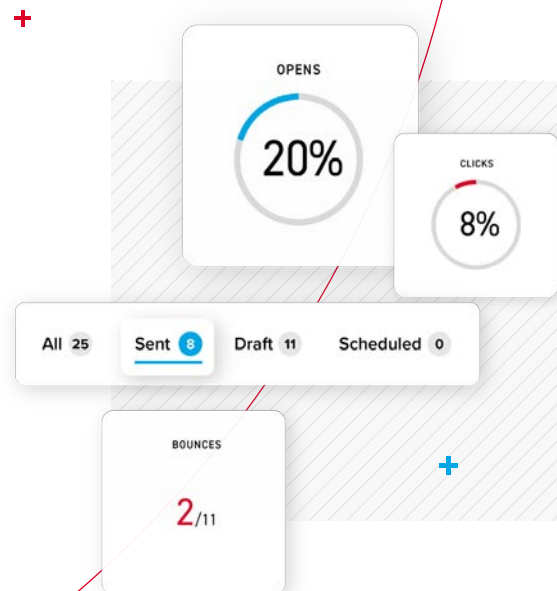 OPENS
20%
CLICKS
8%
All 25 Sent 8 Draft 11 Scheduled 0
BOUNCES
2/11